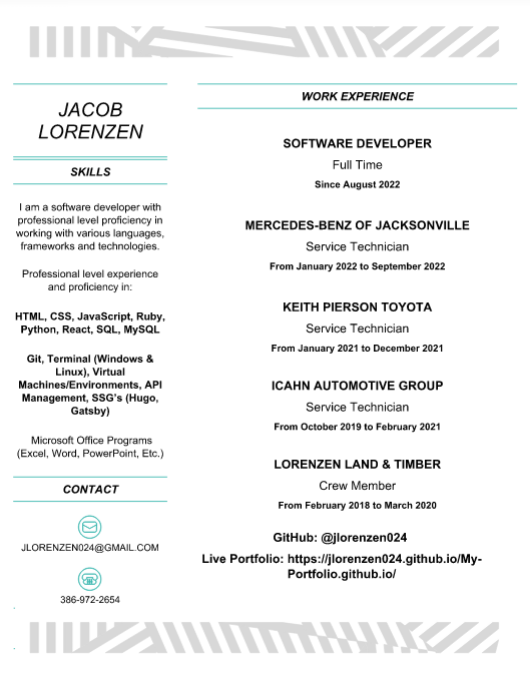 JACOB
LORENZEN
SKILLS
I am a software developer with
professional level proficiency in
working with various languages,
frameworks and technologies.
Professional level experience
and proficiency in:
HTML, CSS, JavaScript, Ruby,
Python, React, SQL, MySQL
Git, Terminal (Windows &
Linux), Virtual
Machines/Environments, API
Management, SSG's (Hugo,
Gatsby)
Microsoft Office Programs
(Excel, Word, PowerPoint, Etc.)
CONTACT
JLORENZEN024@GMAIL.COM
386-972-2654
WORK EXPERIENCE
SOFTWARE DEVELOPER
Full Time
Since August 2022
MERCEDES-BENZ OF JACKSONVILLE
Service Technician
From January 2022 to September 2022
KEITH PIERSON TOYOTA
Service Technician
From January 2021 to December 2021
ICAHN AUTOMOTIVE GROUP
Service Technician
From October 2019 to February 2021
LORENZEN LAND & TIMBER
Crew Member
From February 2018 to March 2020
GitHub: @jlorenzen024
Live Portfolio: https://jlorenzen024.github.io/My-
Portfolio.github.io/